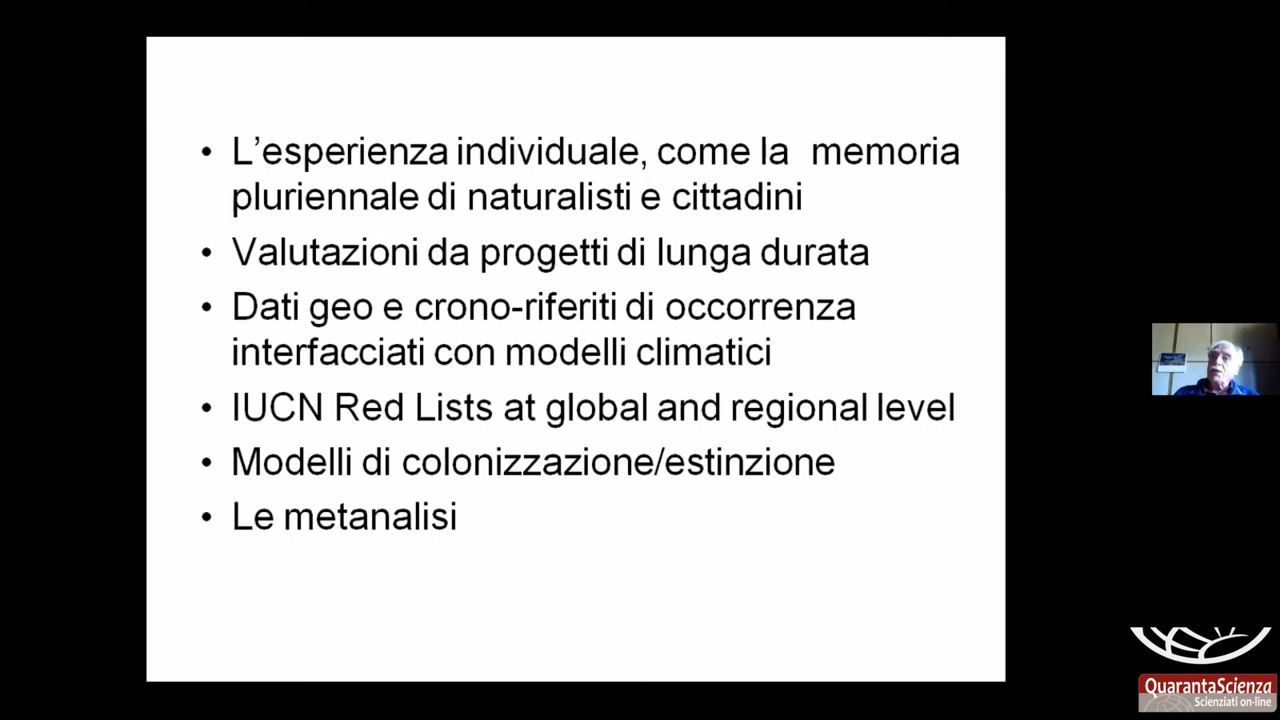 • L'esperienza individuale, come la memoria
pluriennale di naturalisti e cittadini
• Valutazioni da progetti di lunga durata
• Dati geo e crono-riferiti di occorrenza
interfacciati con modelli climatici
• IUCN Red Lists at global and regional level
• Modelli di colonizzazione/estinzione
• Le metanalisi
QuarantaScienza
Scienziati on-line